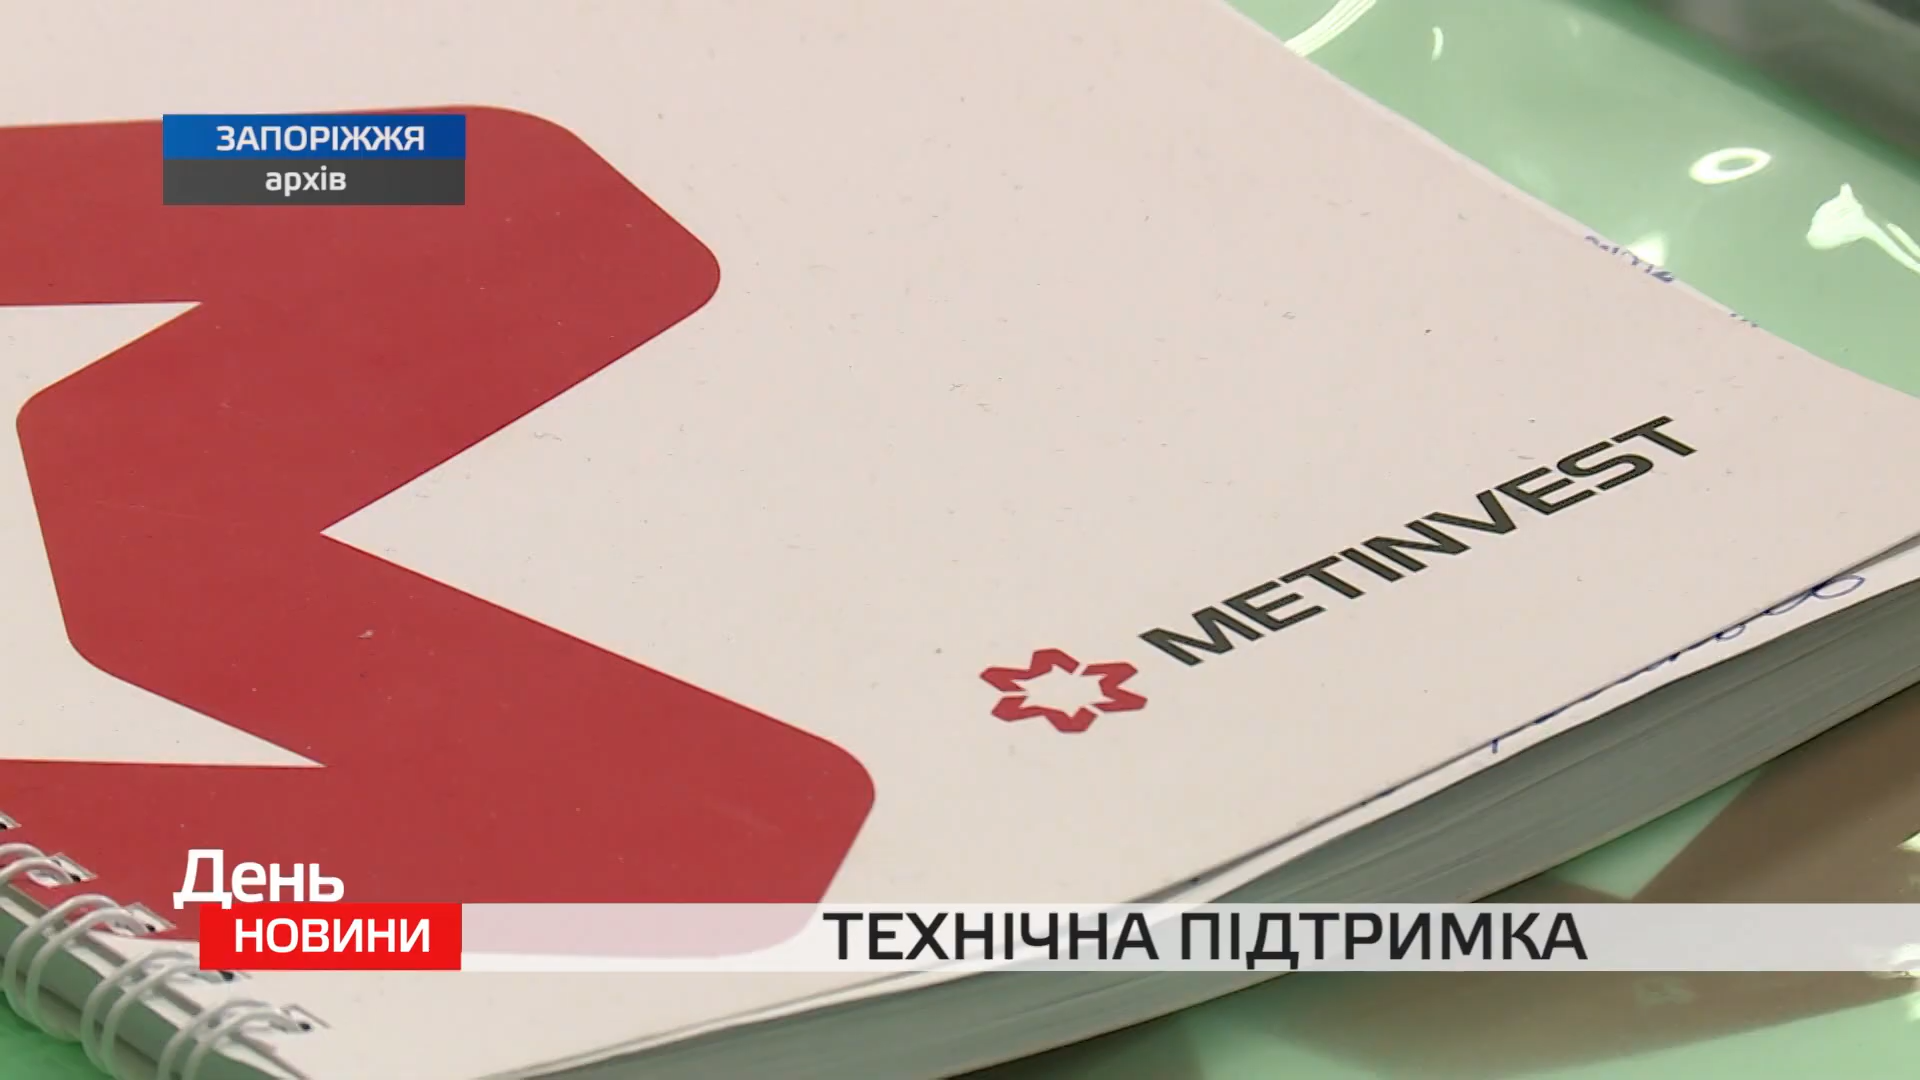 ЗАПОРІЖЖЯ
архів
METINVEST
День
НОВИНИ
ТЕХНІЧНА ПІДТРИМКА